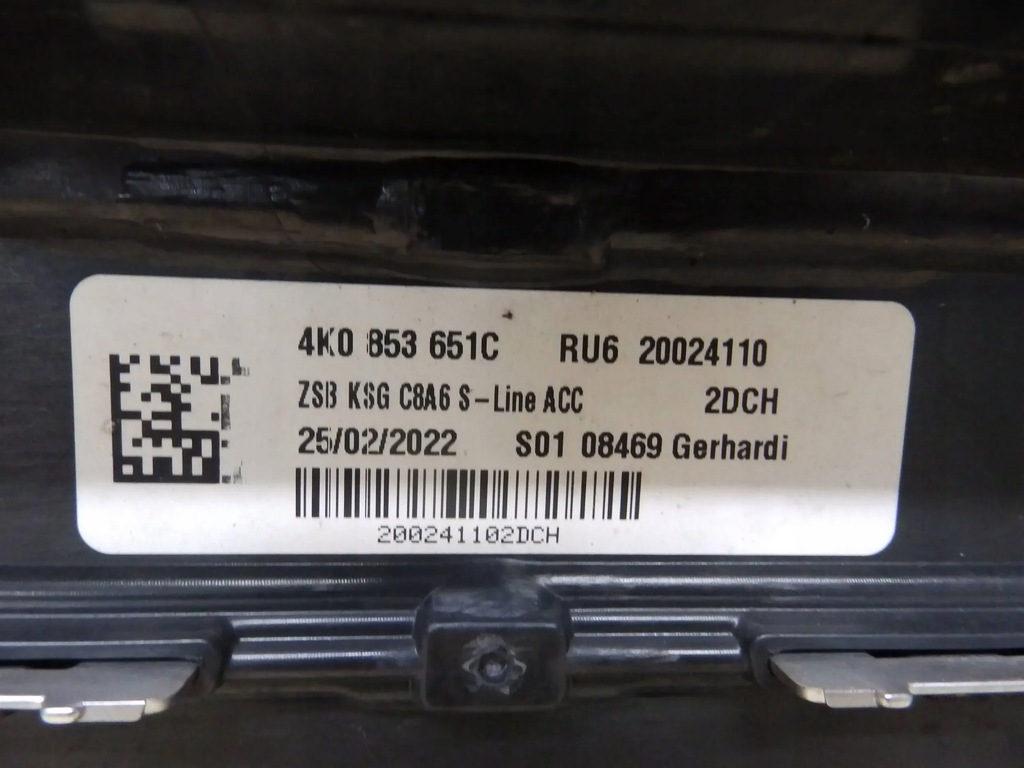 4K0 853 651C RU6 20024110
ZSB KSG C8A6 S-Line ACC 2DCH
25/02/2022 S01 08469 Gerhardi
200241102DCH